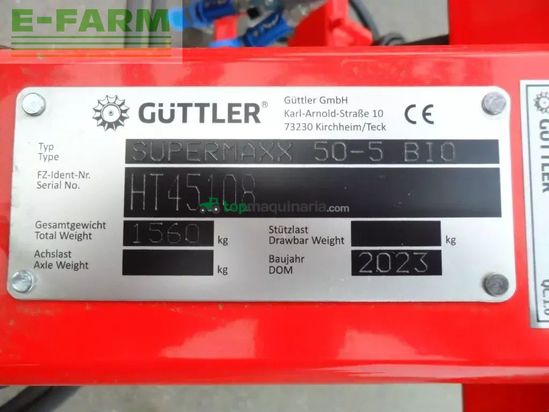 E-FARM
GÜTTLER®
Güttler GmbH
Karl-Arnold-Straße 10
73230 Kirchheim/Teck
CE
Typ
Type
SUPERMAXX 50-5 BIO
FZ-Ident-Nr.
Serial No.
HT45108
topmaquinaria.com
Gesamtgewicht
Total Weight
1560 kg
Stützlast
Drawbar Weight
kg
Achslast
Axle Weight
kg
Baujahr
DOM
2023